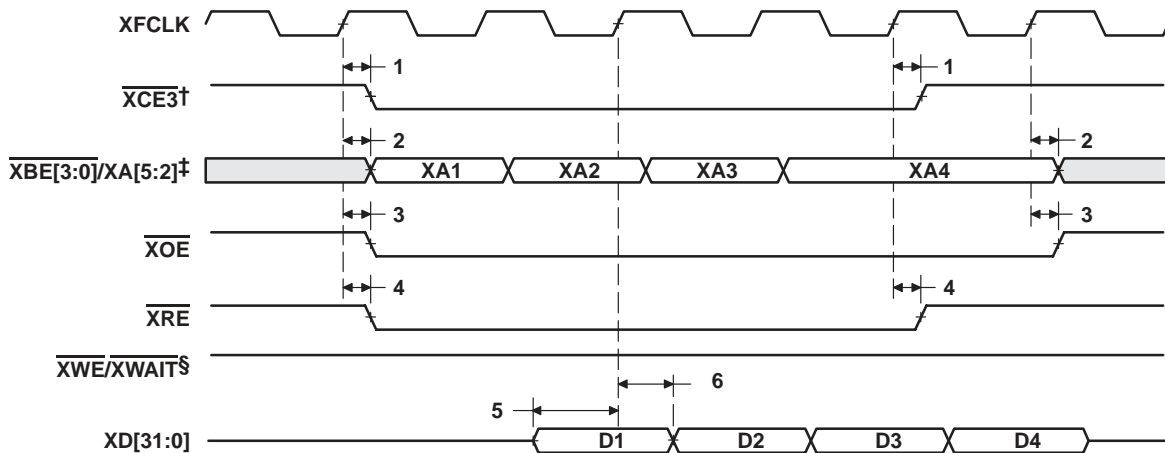 XFCLK
1 1
XCE3†
2 2
XBE[3:0]/XA[5:2]‡ XA1 XA2 XA3 XA4
3 3
XOE
4 4
XRE
XWE/XWAIT§
5 6
XD[31:0] D1 D2 D3 D4